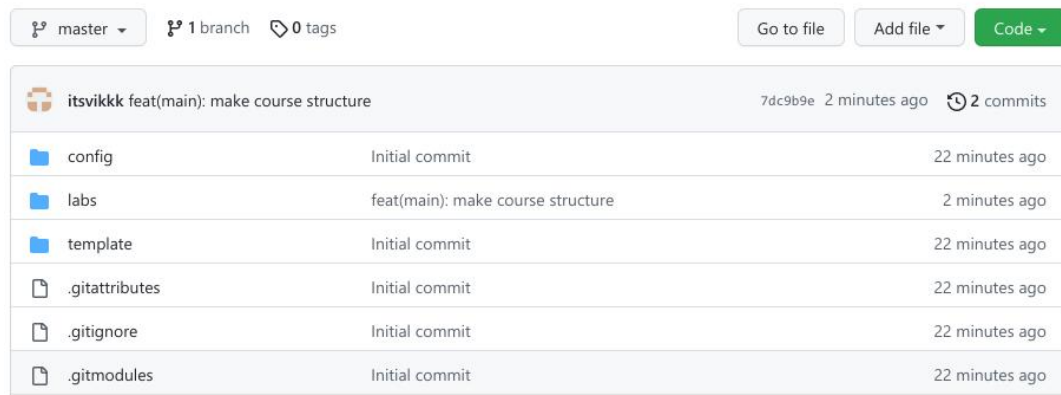 master 1 branch 0 tags Go to file Add file Code
itsvikkk feat(main): make course structure 7dc9b9e 2 minutes ago 2 commits
config Initial commit 22 minutes ago
labs feat(main): make course structure 2 minutes ago
template Initial commit 22 minutes ago
.gitattributes Initial commit 22 minutes ago
.gitignore Initial commit 22 minutes ago
.gitmodules Initial commit 22 minutes ago